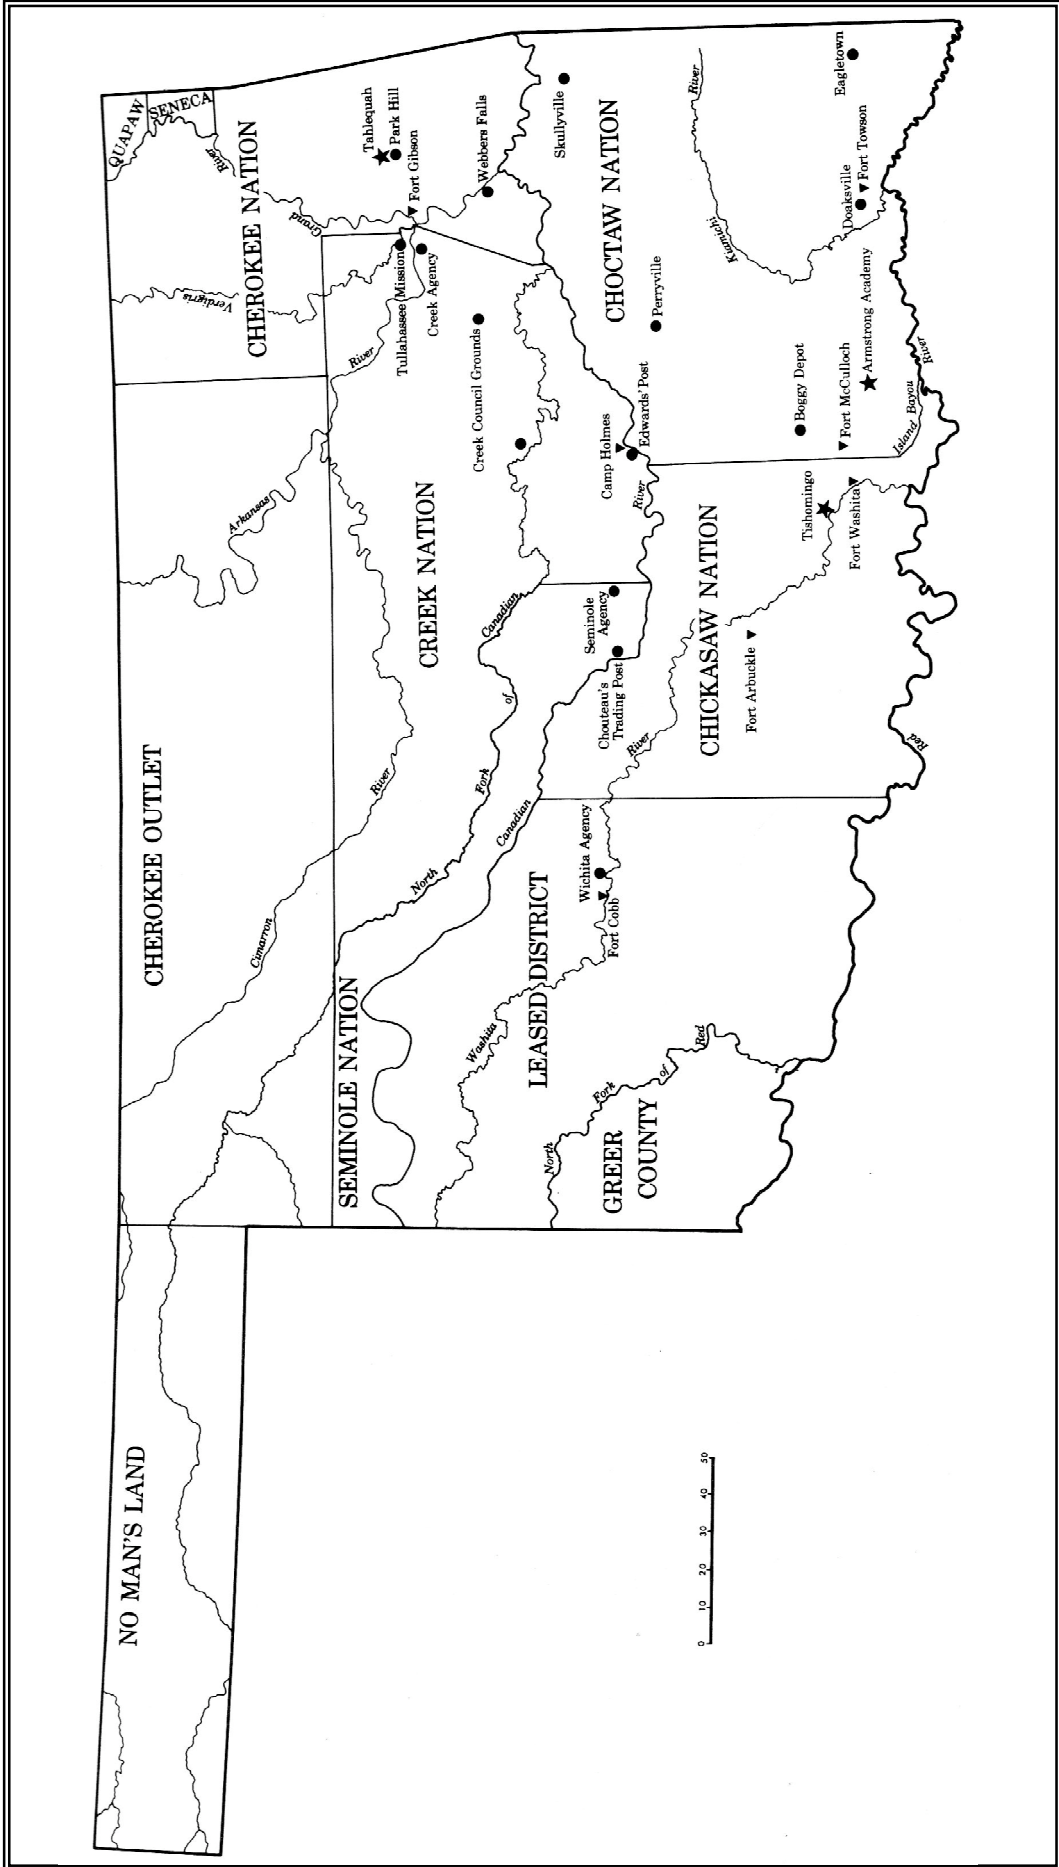 NO MAN'S LAND
CHEROKEE OUTLET
CHEROKEE NATION
QUAPAW
SENECA
Cimarron
River
Arkansas
River
Verdigris
Grand
River
SEMINOLE NATION
CREEK NATION
North
Fork
of
Canadian
Creek Council Grounds
Tullahassee Mission
Creek Agency
Fort Gibson
Tahlequah
Park Hill
Webbers Falls
Canadian
River
LEASED DISTRICT
Washita
River
Fort Cobb
Wichita Agency
Chouteau's
Trading Post
Seminole
Agency
Camp Holmes
Edwards' Post
GREER
COUNTY
North
Fork
of
Red
CHICKASAW NATION
Fort Arbuckle
Tishomingo
Fort Washita
CHOCTAW NATION
Skullyville
Perryville
Kiamichi
River
Boggy Depot
Fort McCulloch
Armstrong Academy
Doaksville
Fort Towson
Eagletown
Island Bayou
Red
River
0 10 20 30 40 50